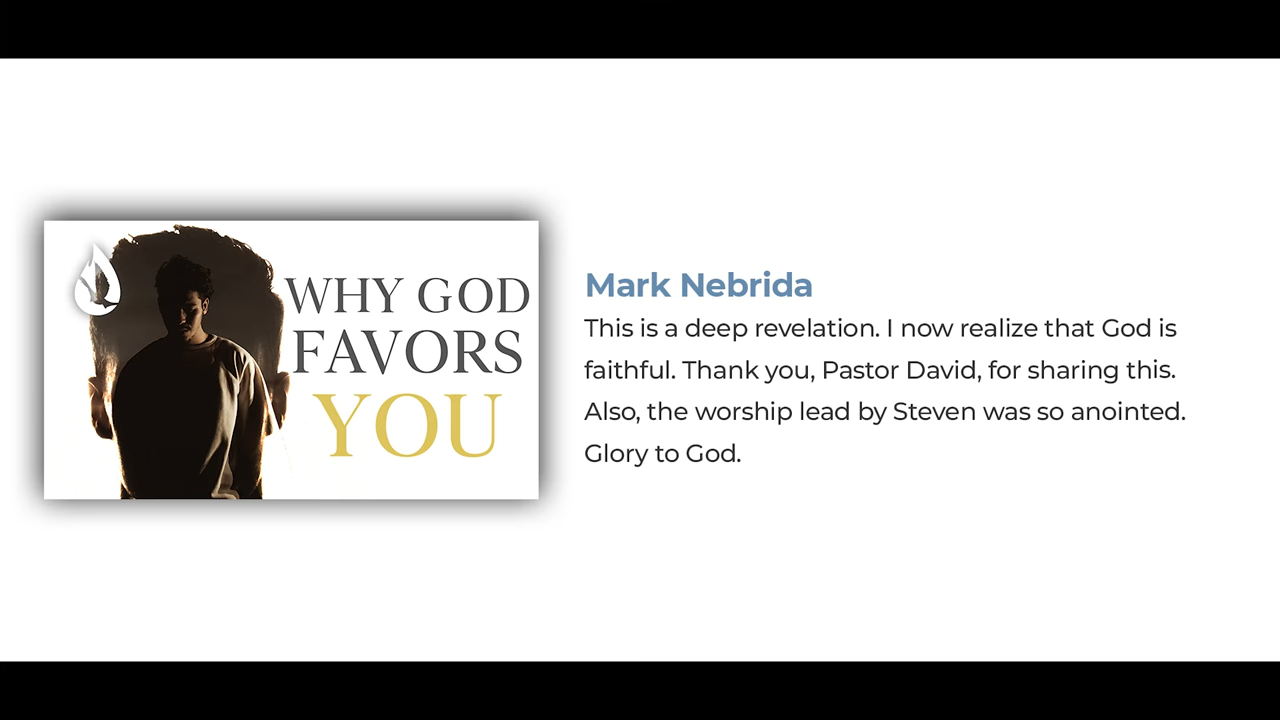 WHY GOD
FAVORS
YOU
Mark Nebrida
This is a deep revelation. I now realize that God is
faithful. Thank you, Pastor David, for sharing this.
Also, the worship lead by Steven was so anointed.
Glory to God.